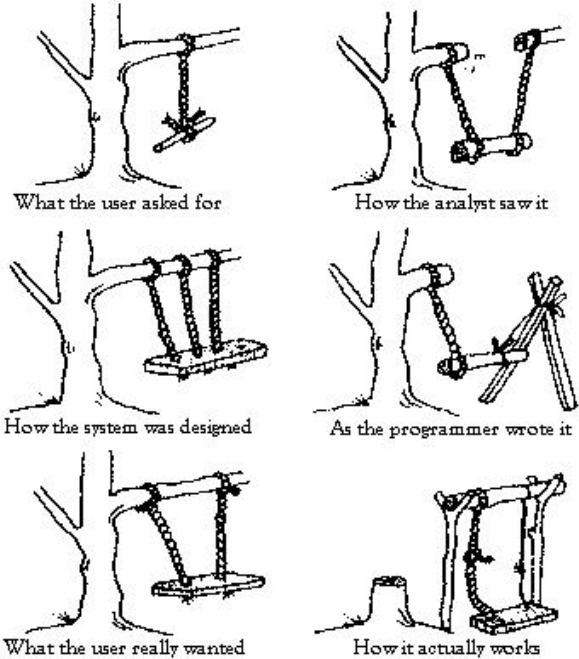 What the user asked for
How the analyst saw it
How the system was designed
As the programmer wrote it
What the user really wanted
How it actually works